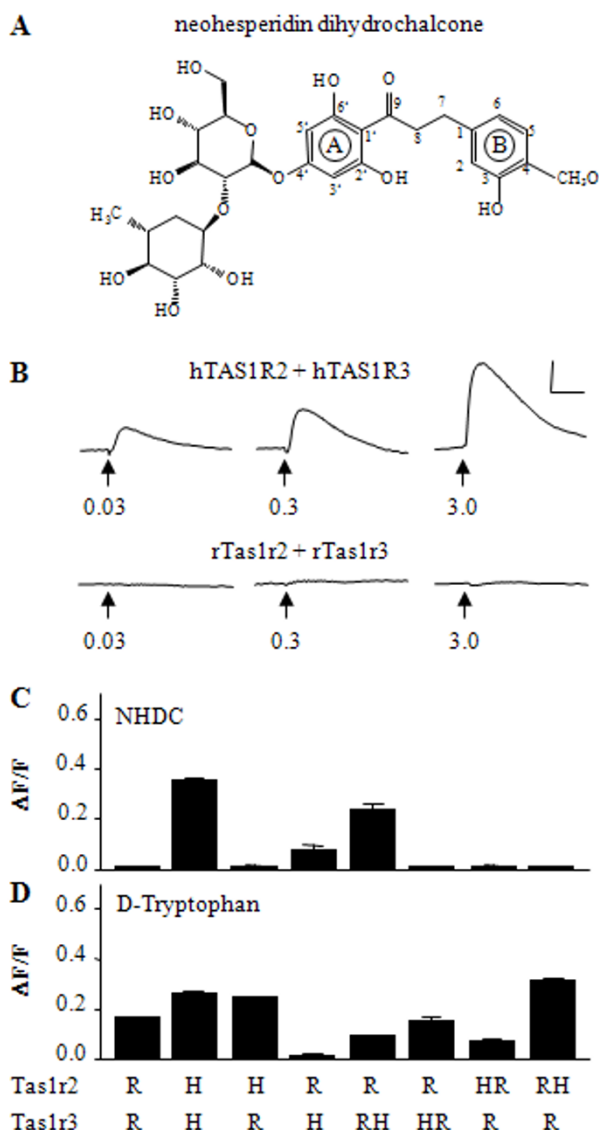 A
neohesperidin dihydrochalcone
HO
HO
HO
HO
O
O
O
H3C
HO
HO
HO
OH
HO
O
OH
HO
CH3O
A
B
1'
2'
3'
4'
5'
6'
1
2
3
4
5
6
7
8
9
B
hTAS1R2 + hTAS1R3
0.03 0.3 3.0
rTas1r2 + rTas1r3
0.03 0.3 3.0
C
NHDC
ΔF/F
0.6
0.4
0.2
0.0
D
D-Tryptophan
ΔF/F
0.6
0.4
0.2
0.0
Tas1r2 R H H R R R HR RH
Tas1r3 R H R H RH HR R R